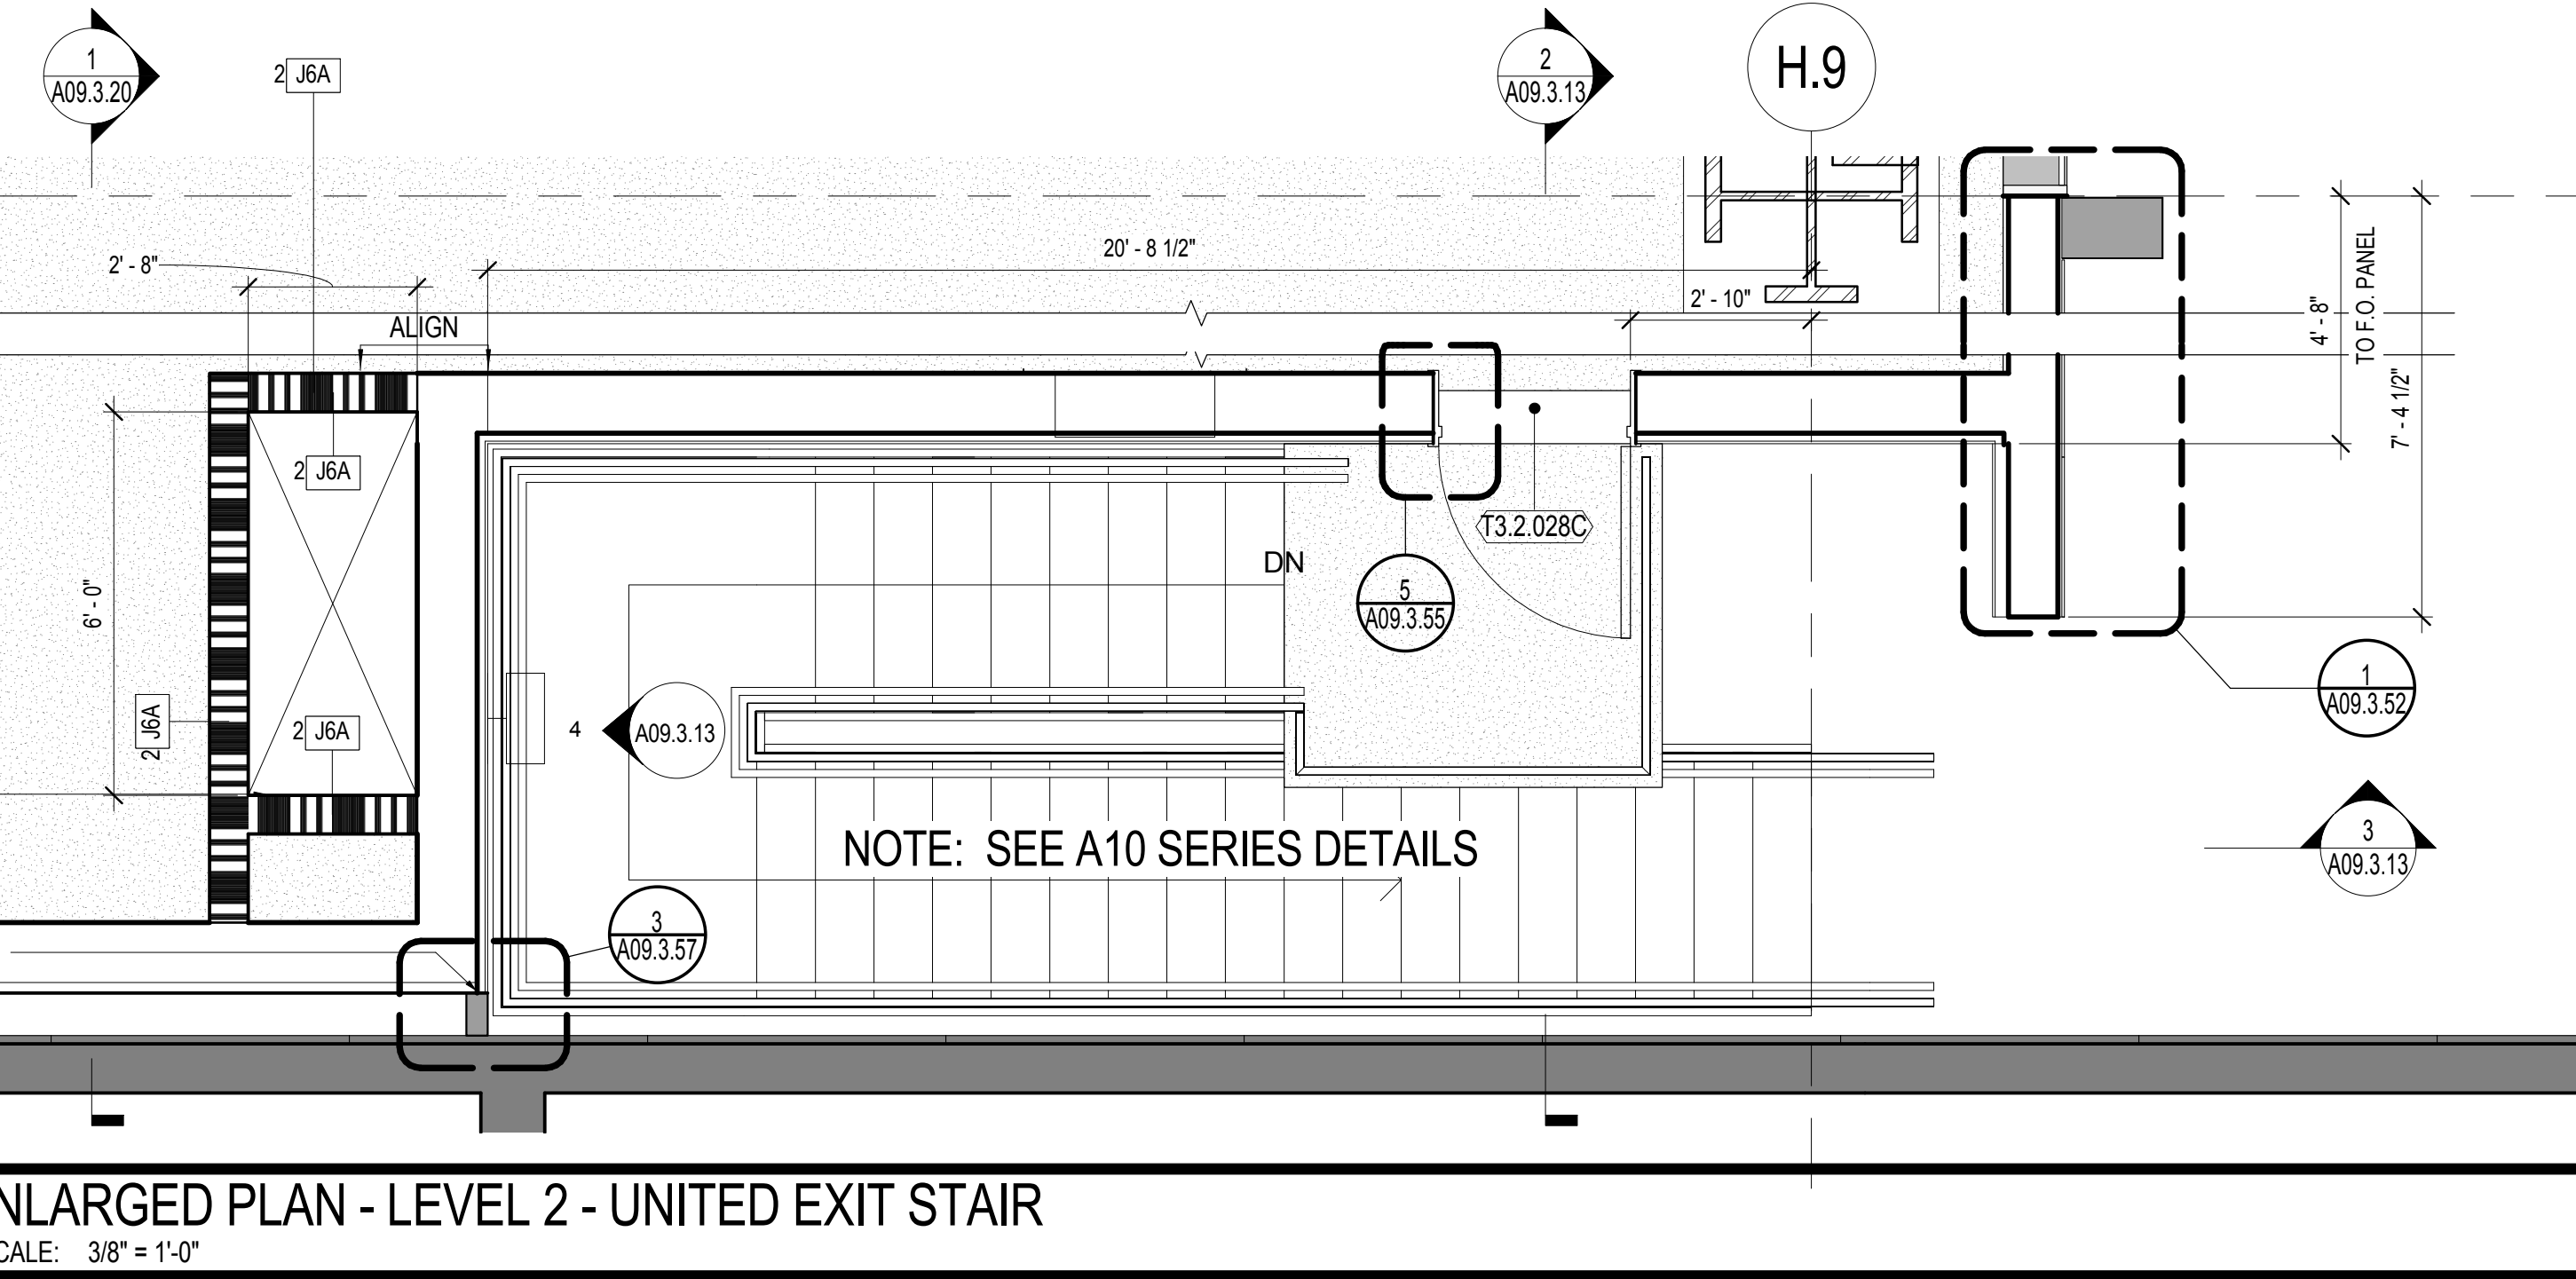 1
A09.3.20
2 J6A
2
A09.3.13
H.9
2' - 8"
20' - 8 1/2"
2' - 10"
ALIGN
4' - 8"
TO F.O. PANEL
7' - 4 1/2"
2 J6A
T3.2.028C
DN
5
A09.3.55
6' - 0"
1
A09.3.52
2 J6A
2 J6A
4
A09.3.13
NOTE: SEE A10 SERIES DETAILS
3
A09.3.13
3
A09.3.57
NLARGED PLAN - LEVEL 2 - UNITED EXIT STAIR
CALE: 3/8" = 1'-0"